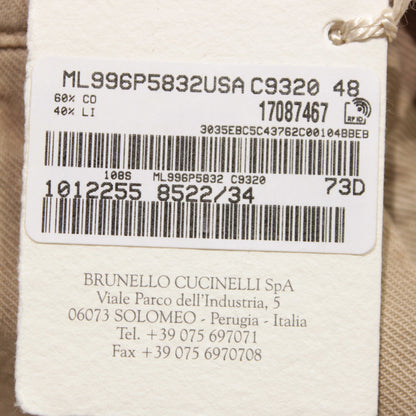 ML996P5832USA C9320 48
60% CO
40% LI
17087467
RFID
3035EBC5C43762C00104BBEB
108S ML996P5832 C9320
1012255 8522/34 73D
BRUNELLO CUCINELLI SpA
Viale Parco dell'Industria, 5
06073 SOLOMEO - Perugia - Italia
Tel. +39 075 697071
Fax +39 075 6970708